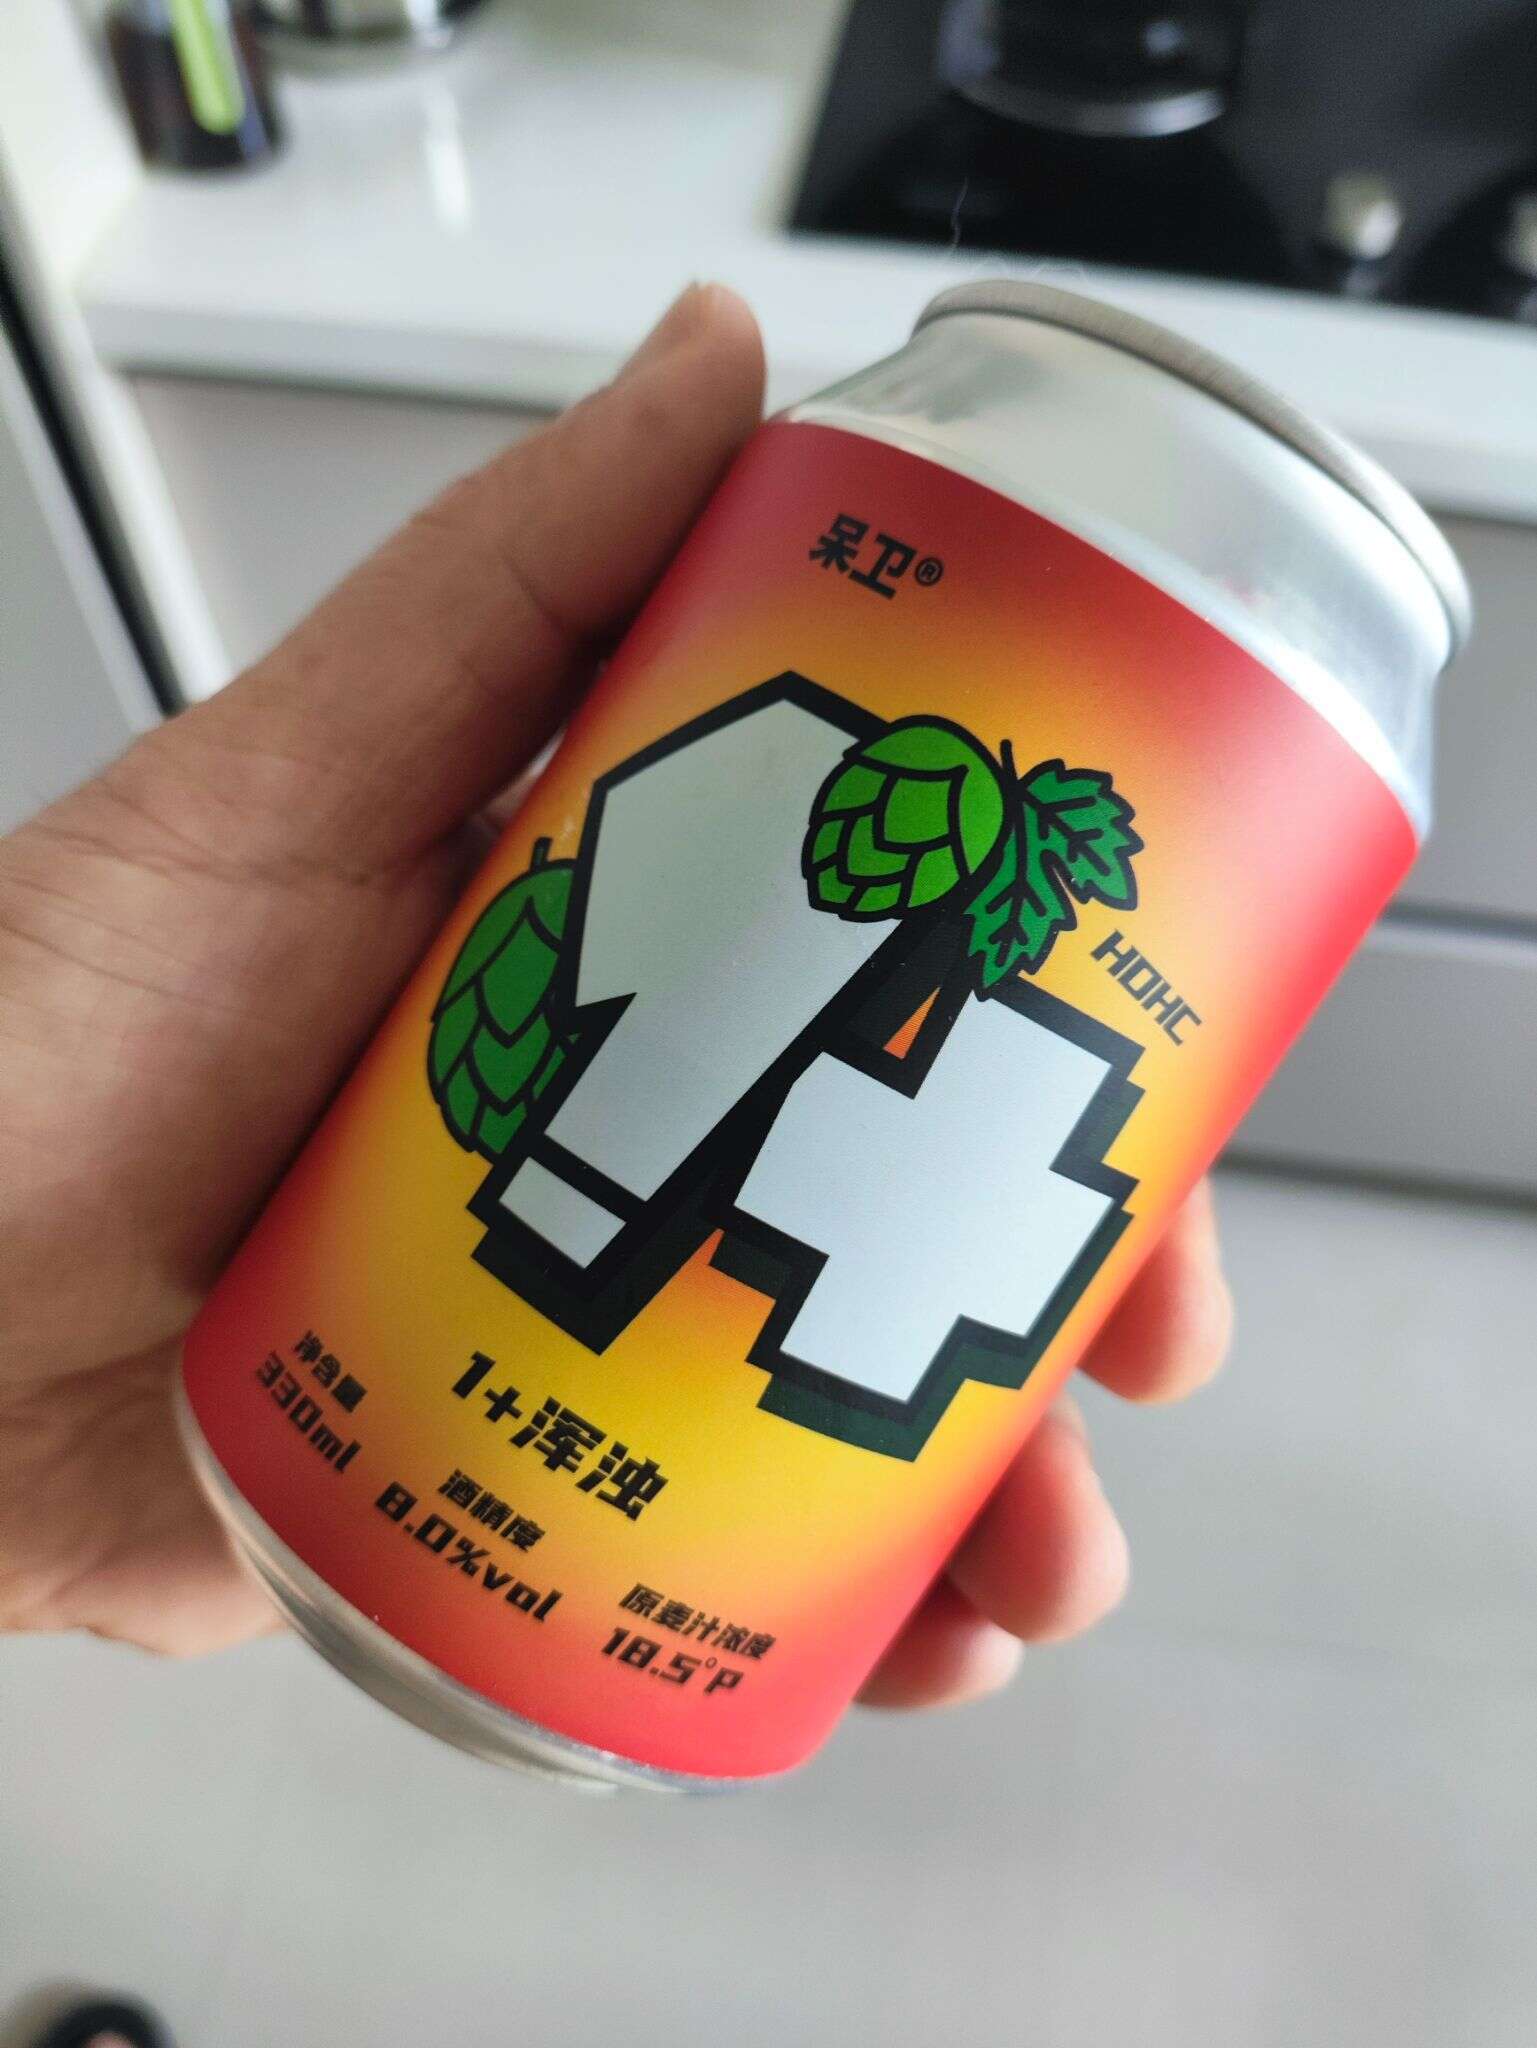 呆卫®
HDHC
1+浑浊
净含量
330ml
酒精度
8.0%vol
原麦汁浓度
18.5°P